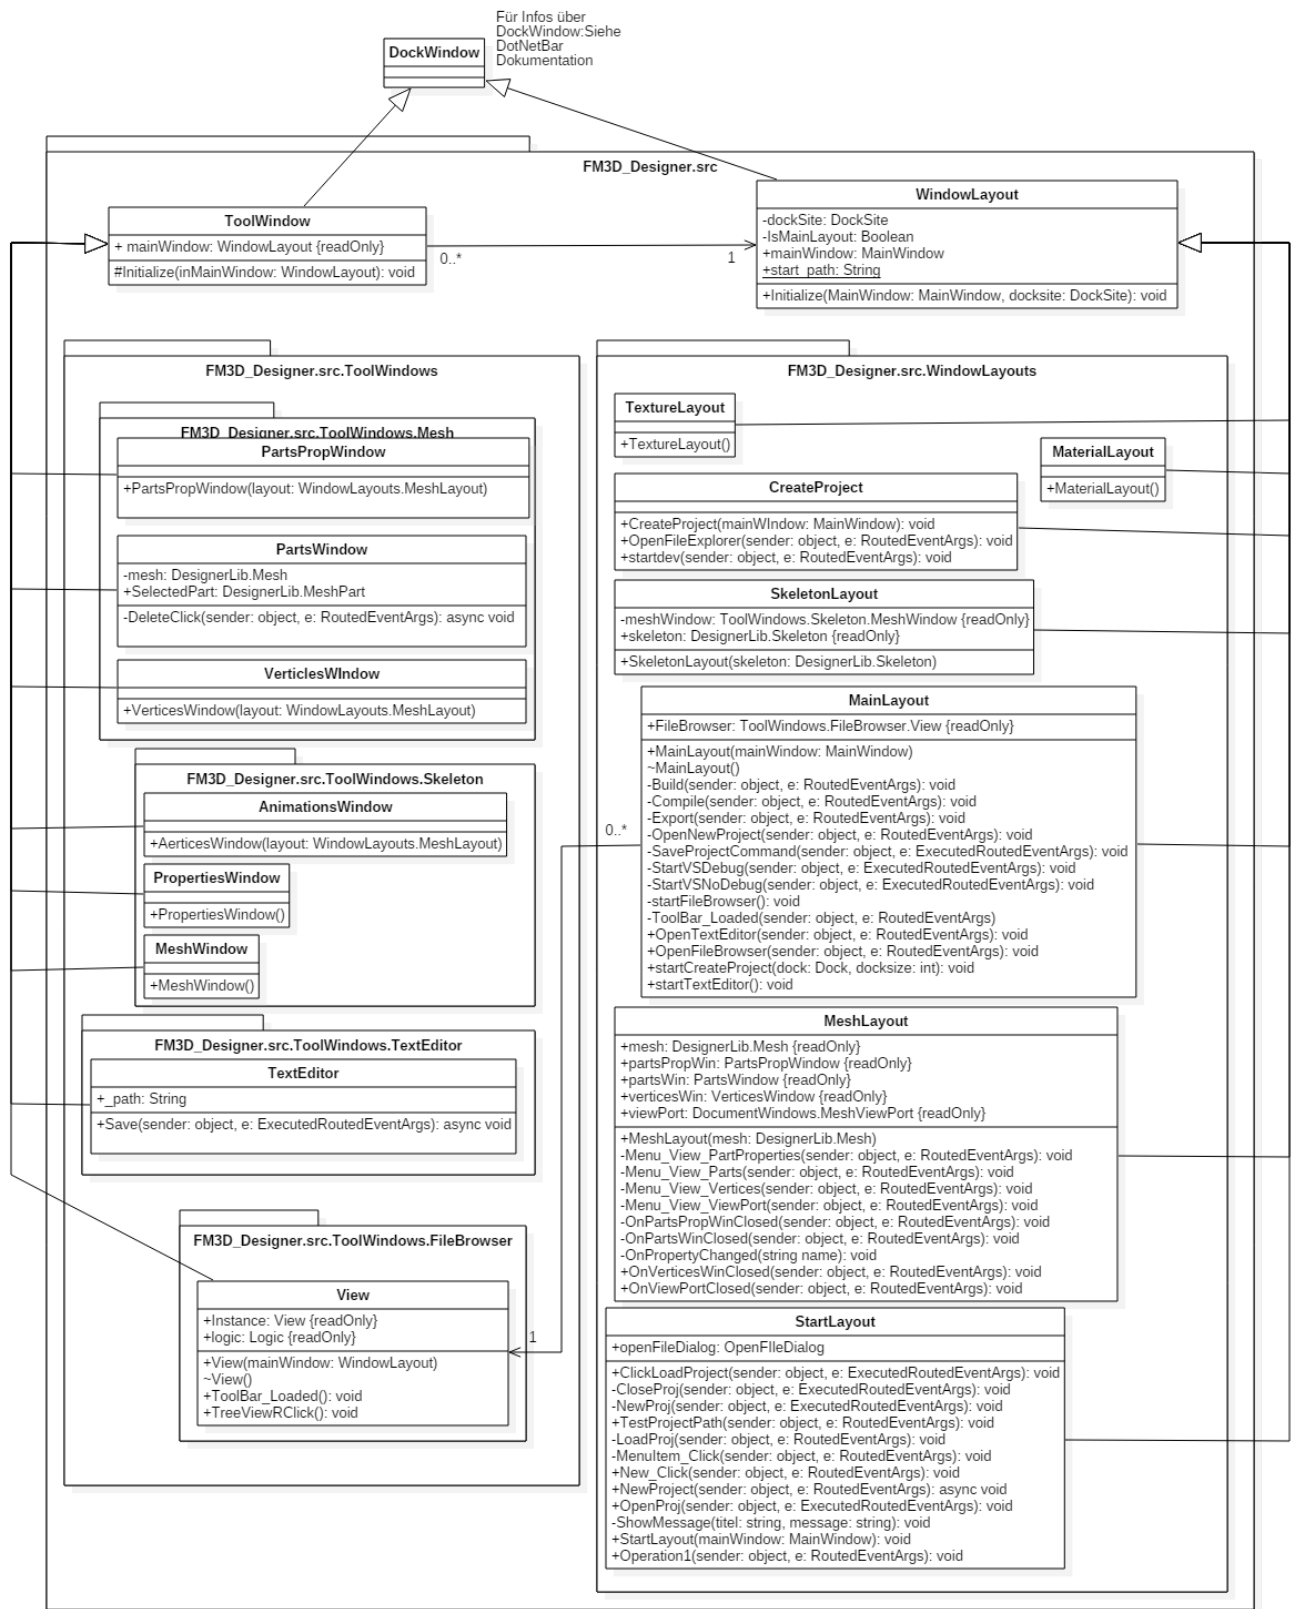 Für Infos über
DockWindow:Siehe
DotNetBar
Dokumentation
DockWindow
FM3D_Designer.src
ToolWindow
+ mainWindow: WindowLayout {readOnly}
#Initialize(inMainWindow: WindowLayout): void
0..*
1
WindowLayout
-dockSite: DockSite
-IsMainLayout: Boolean
+mainWindow: MainWindow
+start_path: String
+Initialize(MainWindow: MainWindow, docksite: DockSite): void
FM3D_Designer.src.ToolWindows
FM3D_Designer.src.ToolWindows.Mesh
PartsPropWindow
+PartsPropWindow(layout: WindowLayouts.MeshLayout)
PartsWindow
-mesh: DesignerLib.Mesh
+SelectedPart: DesignerLib.MeshPart
-DeleteClick(sender: object, e: RoutedEventArgs): async void
VerticlesWIndow
+VerticesWindow(layout: WindowLayouts.MeshLayout)
FM3D_Designer.src.ToolWindows.Skeleton
AnimationsWindow
+AerticesWindow(layout: WindowLayouts.MeshLayout)
PropertiesWindow
+PropertiesWindow()
MeshWindow
+MeshWindow()
FM3D_Designer.src.ToolWindows.TextEditor
TextEditor
+_path: String
+Save(sender: object, e: ExecutedRoutedEventArgs): async void
FM3D_Designer.src.ToolWindows.FileBrowser
View
+Instance: View {readOnly}
+logic: Logic {readOnly}
+View(mainWindow: WindowLayout)
~View()
+ToolBar_Loaded(): void
+TreeViewRClick(): void
1
0..*
FM3D_Designer.src.WindowLayouts
TextureLayout
+TextureLayout()
MaterialLayout
+MaterialLayout()
CreateProject
+CreateProject(mainWIndow: MainWindow): void
+OpenFileExplorer(sender: object, e: RoutedEventArgs): void
+startdev(sender: object, e: RoutedEventArgs): void
SkeletonLayout
-meshWindow: ToolWindows.Skeleton.MeshWindow {readOnly}
+skeleton: DesignerLib.Skeleton {readOnly}
+SkeletonLayout(skeleton: DesignerLib.Skeleton)
MainLayout
+FileBrowser: ToolWindows.FileBrowser.View {readOnly}
+MainLayout(mainWindow: MainWindow)
~MainLayout()
-Build(sender: object, e: RoutedEventArgs): void
-Compile(sender: object, e: RoutedEventArgs): void
-Export(sender: object, e: RoutedEventArgs): void
-OpenNewProject(sender: object, e: RoutedEventArgs): void
-SaveProjectCommand(sender: object, e: ExecutedRoutedEventArgs): void
-StartVSDebug(sender: object, e: ExecutedRoutedEventArgs): void
-StartVSNoDebug(sender: object, e: ExecutedRoutedEventArgs): void
-startFileBrowser(): void
-ToolBar_Loaded(sender: object, e: RoutedEventArgs)
+OpenTextEditor(sender: object, e: RoutedEventArgs): void
+OpenFileBrowser(sender: object, e: RoutedEventArgs): void
+startCreateProject(dock: Dock, docksize: int): void
+startTextEditor(): void
MeshLayout
+mesh: DesignerLib.Mesh {readOnly}
+partsPropWin: PartsPropWindow {readOnly}
+partsWin: PartsWindow {readOnly}
+verticesWin: VerticesWindow {readOnly}
+viewPort: DocumentWindows.MeshViewPort {readOnly}
+MeshLayout(mesh: DesignerLib.Mesh)
-Menu_View_PartProperties(sender: object, e: RoutedEventArgs): void
-Menu_View_Parts(sender: object, e: RoutedEventArgs): void
-Menu_View_Vertices(sender: object, e: RoutedEventArgs): void
-Menu_View_ViewPort(sender: object, e: RoutedEventArgs): void
-OnPartsPropWinClosed(sender: object, e: RoutedEventArgs): void
-OnPartsWinClosed(sender: object, e: RoutedEventArgs): void
-OnPropertyChanged(string name): void
+OnVerticesWinClosed(sender: object, e: RoutedEventArgs): void
+OnViewPortClosed(sender: object, e: RoutedEventArgs): void
StartLayout
+openFileDialog: OpenFIleDialog
+ClickLoadProject(sender: object, e: ExecutedRoutedEventArgs): void
-CloseProj(sender: object, e: ExecutedRoutedEventArgs): void
-NewProj(sender: object, e: ExecutedRoutedEventArgs): void
+TestProjectPath(sender: object, e: RoutedEventArgs): void
-LoadProj(sender: object, e: RoutedEventArgs): void
-MenuItem_Click(sender: object, e: RoutedEventArgs): void
+New_Click(sender: object, e: RoutedEventArgs): void
+NewProject(sender: object, e: RoutedEventArgs): async void
+OpenProj(sender: object, e: ExecutedRoutedEventArgs): void
-ShowMessage(titel: string, message: string): void
+StartLayout(mainWindow: MainWindow): void
+Operation1(sender: object, e: RoutedEventArgs): void